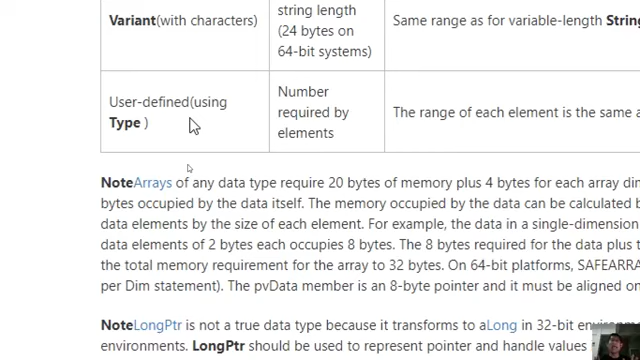 string length
Variant(with characters)
(24 bytes on
64-bit systems)
Same range as for variable-length String
User-defined(using
Type )
Number
required by
elements
The range of each element is the same a
NoteArrays of any data type require 20 bytes of memory plus 4 bytes for each array dim
bytes occupied by the data itself. The memory occupied by the data can be calculated b
data elements by the size of each element. For example, the data in a single-dimension
data elements of 2 bytes each occupies 8 bytes. The 8 bytes required for the data plus t
the total memory requirement for the array to 32 bytes. On 64-bit platforms, SAFEARRA
per Dim statement). The pvData member is an 8-byte pointer and it must be aligned on
NoteLongPtr is not a true data type because it transforms to aLong in 32-bit environme
environments. LongPtr should be used to represent pointer and handle values